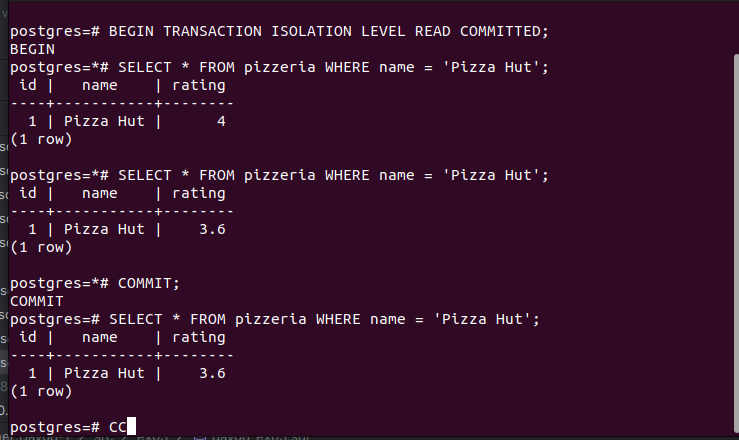 postgres=# BEGIN TRANSACTION ISOLATION LEVEL READ COMMITTED;
BEGIN
postgres=*# SELECT * FROM pizzeria WHERE name = 'Pizza Hut';
 id |   name    | rating
----+-----------+--------
  1 | Pizza Hut |      4
(1 row)

postgres=*# SELECT * FROM pizzeria WHERE name = 'Pizza Hut';
 id |   name    | rating
----+-----------+--------
  1 | Pizza Hut |    3.6
(1 row)

postgres=*# COMMIT;
COMMIT
postgres=# SELECT * FROM pizzeria WHERE name = 'Pizza Hut';
 id |   name    | rating
----+-----------+--------
  1 | Pizza Hut |    3.6
(1 row)

postgres=# CC